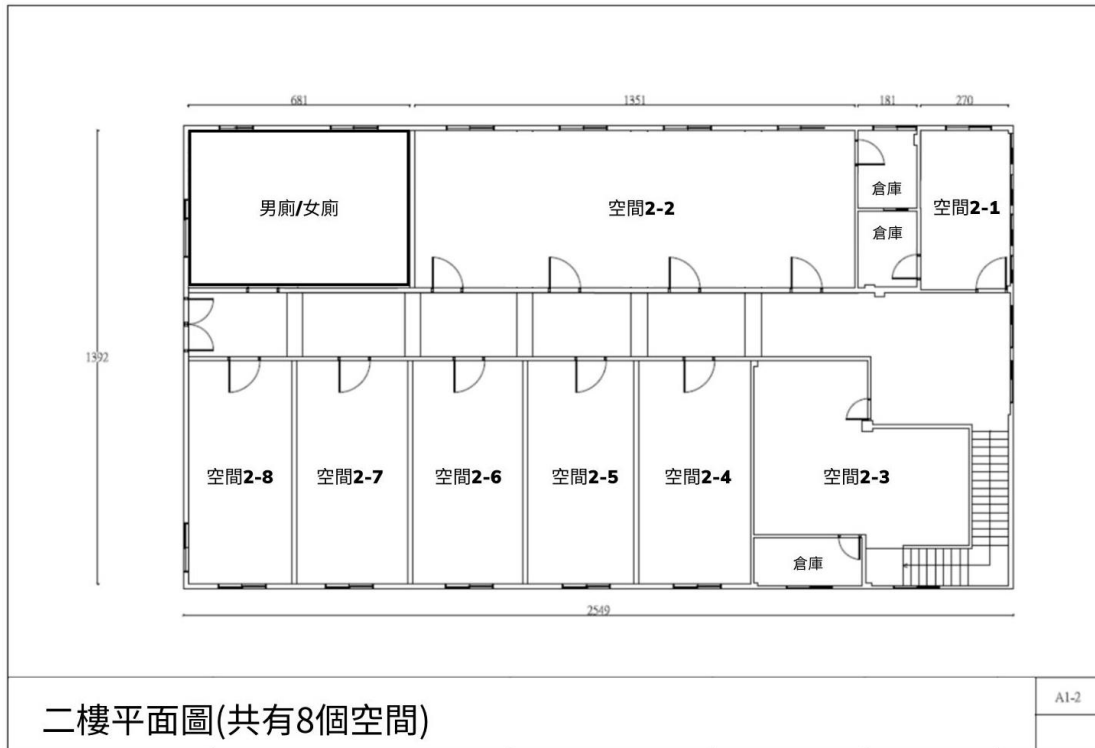 681
1351
181
270
男廁/女廁
空間2-2
倉庫
空間2-1
倉庫
1392
空間2-8
空間2-7
空間2-6
空間2-5
空間2-4
空間2-3
倉庫
2549
二樓平面圖(共有8個空間)
A1-2